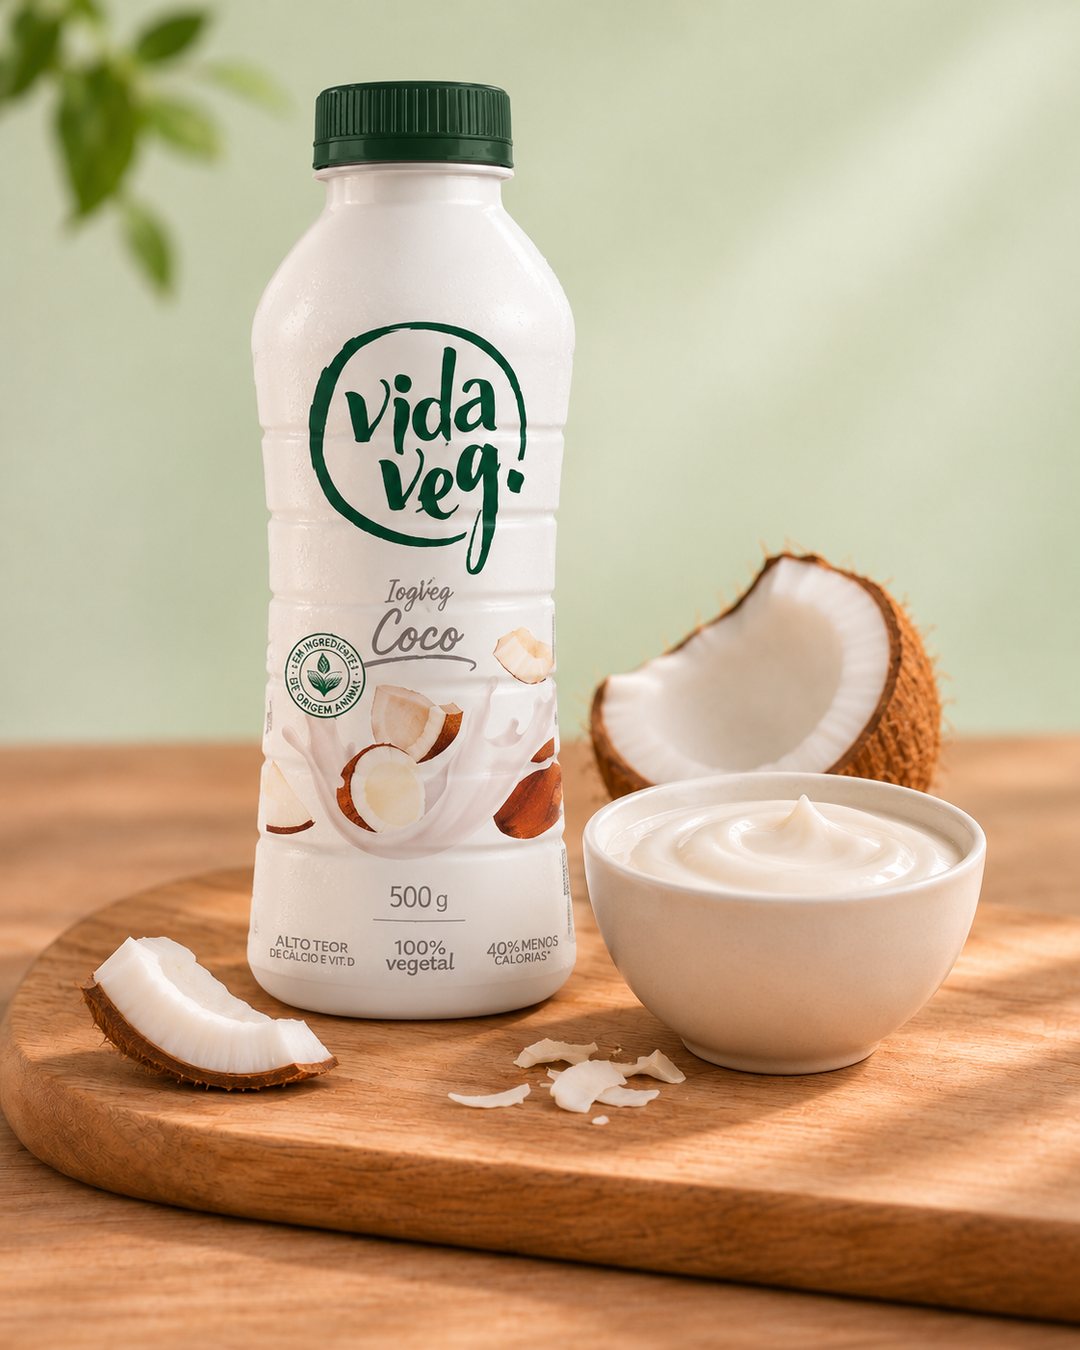 vida
veg.
IogVeg
Coco
SEM INGREDIENTES
DE ORIGEM ANIMAL
500 g
ALTO TEOR
DE CÁLCIO E VIT. D
100%
vegetal
40% MENOS
CALORIAS*